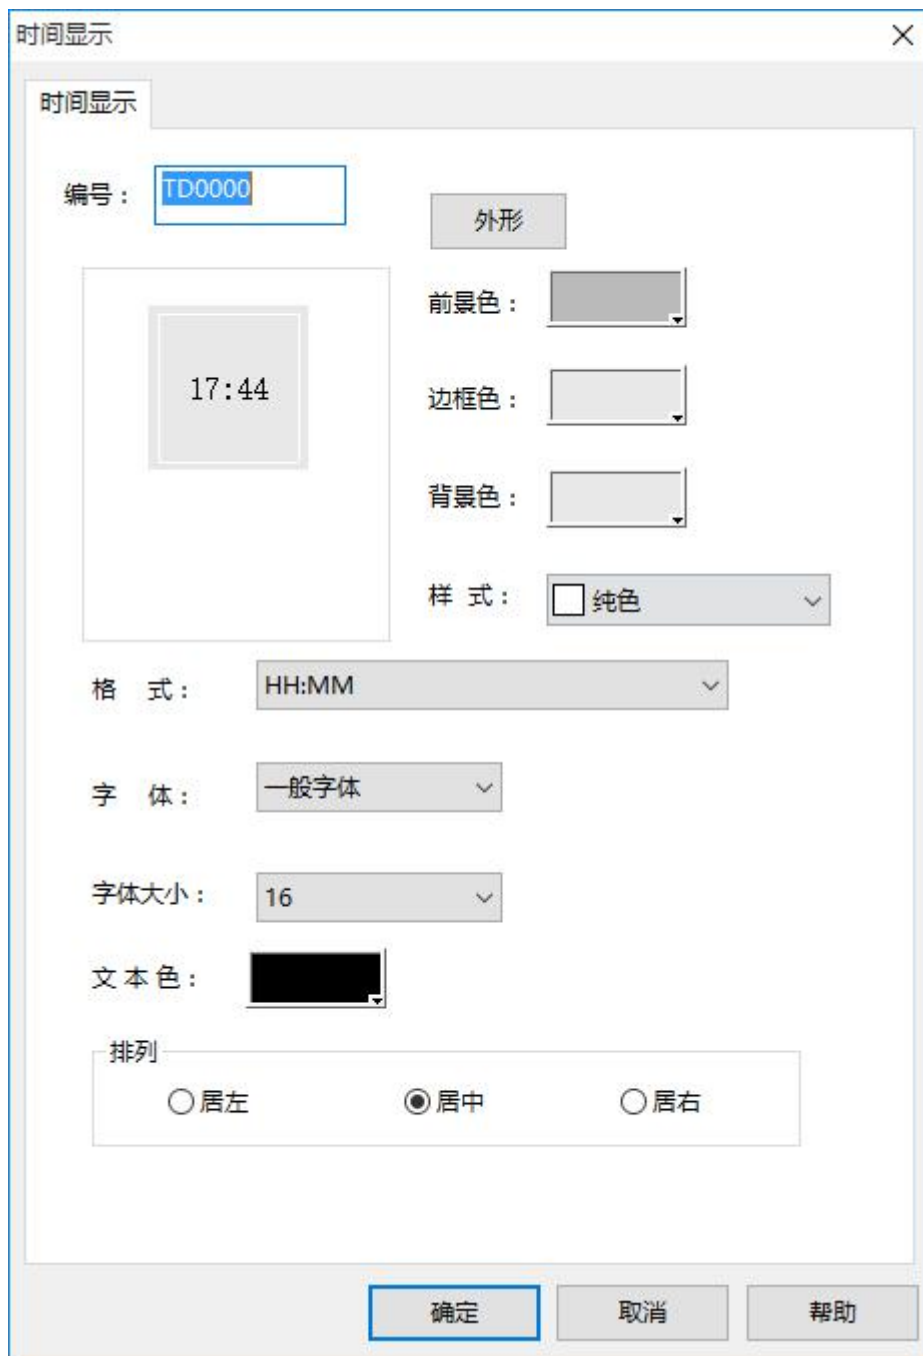 时间显示
时间显示
编号：
TD0000
外形
17:44
前景色：
边框色：
背景色：
样 式：
纯色
格 式：
HH:MM
字 体：
一般字体
字体大小：
16
文 本 色：
排列
居左
居中
居右
确定
取消
帮助